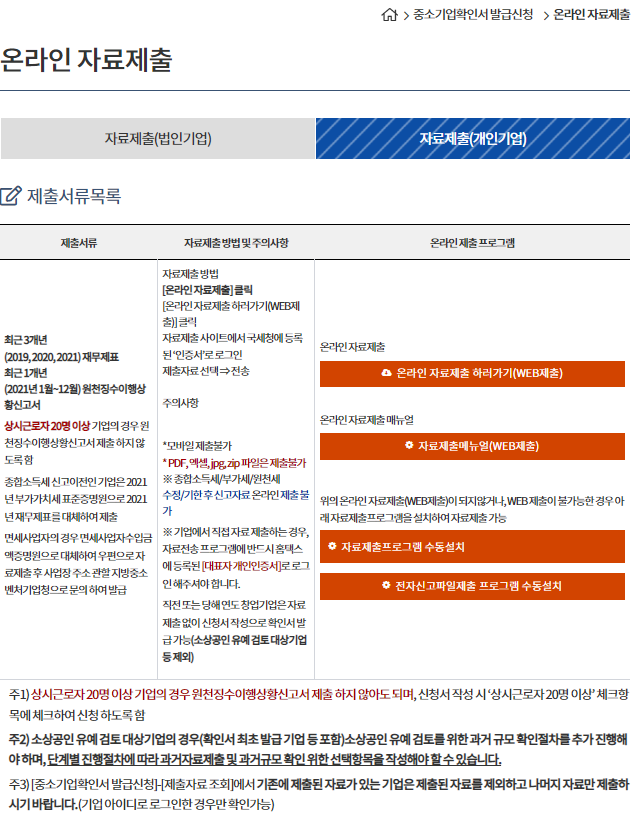 중소기업확인서 발급신청 > 온라인 자료제출
온라인 자료제출
자료제출(법인기업)
자료제출(개인기업)
제출서류목록
제출서류
자료제출 방법 및 주의사항
온라인 제출 프로그램
최근 3개년
(2019, 2020, 2021) 재무제표
최근 1개년
(2021년 1월~12월) 원천징수이행상
황신고서
상시근로자 20명 이상 기업의 경우 원
천징수이행상황신고서 제출 하지 않
도록 함
종합소득세 신고이전인 기업은 2021
년 부가가치세 표준증명원으로 2021
년 재무제표를 대체하여 제출
면세사업자의 경우 면세사업자수입금
액증명원으로 대체하여 우편으로 자
료제출 후 사업장 주소 관할 지방중소
벤처기업청으로 문의 하여 발급
자료제출 방법
[온라인 자료제출] 클릭
[온라인 자료제출 하러가기(WEB제
출)] 클릭
자료제출 사이트에서 국세청에 등록
된 '인증서'로 로그인
제출자료 선택 ⇒ 전송
주의사항
*모바일 제출불가
* PDF, 엑셀, jpg, zip 파일은 제출불가
※ 종합소득세/부가세/원천세
수정/기한 후 신고자료 온라인 제출 불
가
※ 기업에서 직접 자료 제출하는 경우,
자료전송 프로그램에 반드시 홈택스
에 등록된 [대표자 개인인증서]로 로그
인 해주셔야 합니다.
직전 또는 당해 연도 창업기업은 자료
제출 없이 신청서 작성으로 확인서 발
급 가능(소상공인 유예 검토 대상기업
등 제외)
온라인 자료제출
온라인 자료제출 하러가기(WEB제출)
온라인 자료제출 매뉴얼
자료제출매뉴얼(WEB제출)
위의 온라인 자료제출(WEB제출)이 되지않거나, WEB 제출이 불가능한 경우 아
래 자료제출프로그램을 설치하여 자료제출 가능
자료제출프로그램 수동설치
전자신고파일제출 프로그램 수동설치
주1) 상시근로자 20명 이상 기업의 경우 원천징수이행상황신고서 제출 하지 않아도 되며, 신청서 작성 시 '상시근로자 20명 이상' 체크항
목에 체크하여 신청 하도록 함
주2) 소상공인 유예 검토 대상기업의 경우(확인서 최초 발급 기업 등 포함)소상공인 유예 검토를 위한 과거 규모 확인절차를 추가 진행해
야 하며, 단계별 진행절차에 따라 과거자료제출 및 과거규모 확인 위한 선택항목을 작성해야 할 수 있습니다.
주3) [중소기업확인서 발급신청]-[제출자료 조회]에서 기존에 제출된 자료가 있는 기업은 제출된 자료를 제외하고 나머지 자료만 제출하
시기 바랍니다.(기업 아이디로 로그인한 경우만 확인가능)